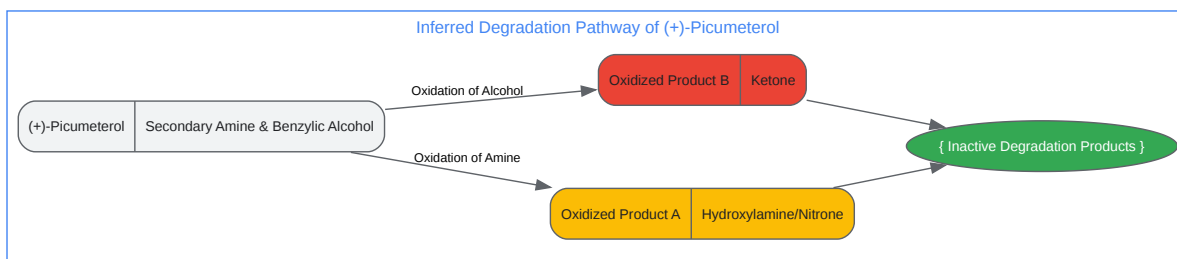 Inferred Degradation Pathway of (+)-Picumeterol
(+)-Picumeterol
Secondary Amine & Benzylic Alcohol
Oxidation of Alcohol
Oxidized Product B
Ketone
Oxidation of Amine
Oxidized Product A
Hydroxylamine/Nitrone
{ Inactive Degradation Products }